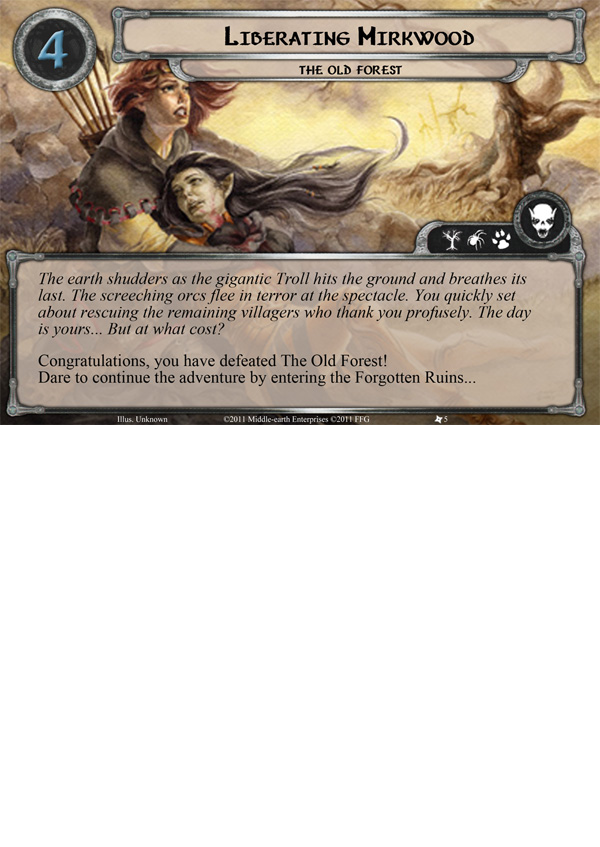 4
Liberating Mirkwood
The Old Forest
The earth shudders as the gigantic Troll hits the ground and breathes its
last. The screeching orcs flee in terror at the spectacle. You quickly set
about rescuing the remaining villagers who thank you profusely. The day
is yours... But at what cost?
Congratulations, you have defeated The Old Forest!
Dare to continue the adventure by entering the Forgotten Ruins...
Illus. Unknown ©2011 Middle-earth Enterprises ©2011 FFG 5